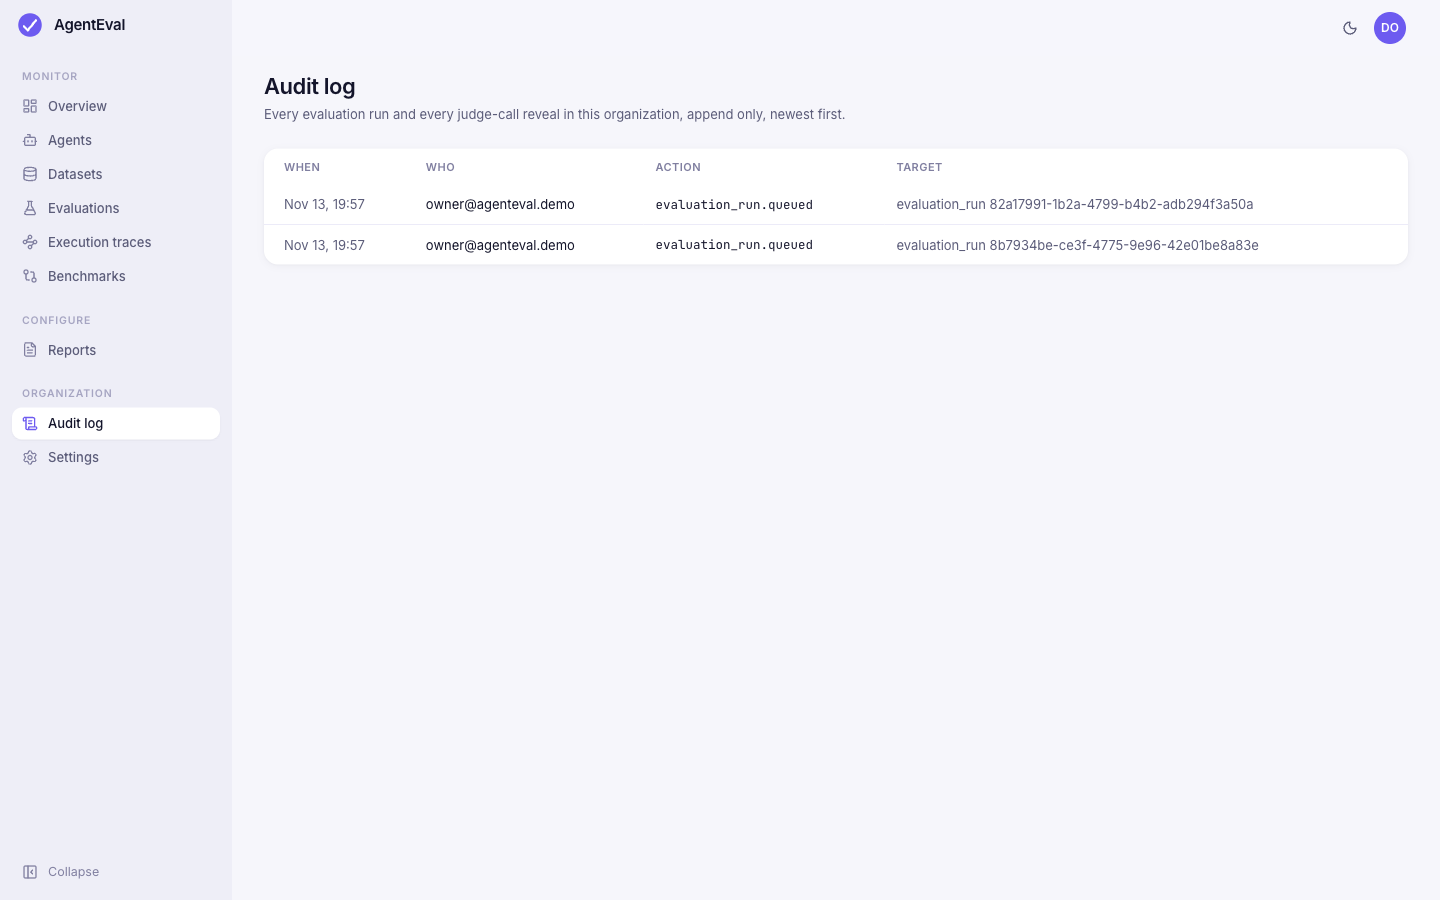 AgentEval
DO
MONITOR
Overview
Agents
Datasets
Evaluations
Execution traces
Benchmarks
CONFIGURE
Reports
ORGANIZATION
Audit log
Settings
Collapse
Audit log
Every evaluation run and every judge-call reveal in this organization, append only, newest first.
WHEN WHO ACTION TARGET
Nov 13, 19:57 owner@agenteval.demo evaluation_run.queued evaluation_run 82a17991-1b2a-4799-b4b2-adb294f3a50a
Nov 13, 19:57 owner@agenteval.demo evaluation_run.queued evaluation_run 8b7934be-ce3f-4775-9e96-42e01be8a83e